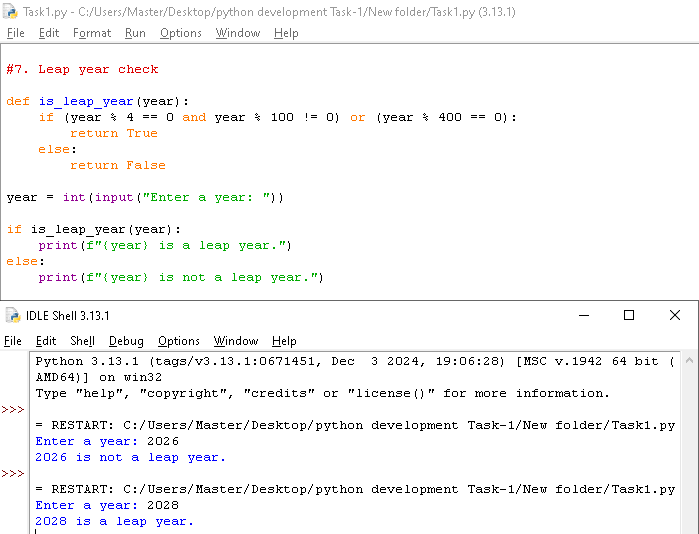 Task1.py - C:/Users/Master/Desktop/python development Task-1/New folder/Task1.py (3.13.1)
File Edit Format Run Options Window Help
#7. Leap year check
def is_leap_year(year):
    if (year % 4 == 0 and year % 100 != 0) or (year % 400 == 0):
        return True
    else:
        return False
year = int(input("Enter a year: "))
if is_leap_year(year):
    print(f"{year} is a leap year.")
else:
    print(f"{year} is not a leap year.")
IDLE Shell 3.13.1
File Edit Shell Debug Options Window Help
Python 3.13.1 (tags/v3.13.1:0671451, Dec  3 2024, 19:06:28) [MSC v.1942 64 bit (
AMD64)] on win32
Type "help", "copyright", "credits" or "license()" for more information.
>>>
= RESTART: C:/Users/Master/Desktop/python development Task-1/New folder/Task1.py
Enter a year: 2026
2026 is not a leap year.
>>>
= RESTART: C:/Users/Master/Desktop/python development Task-1/New folder/Task1.py
Enter a year: 2028
2028 is a leap year.